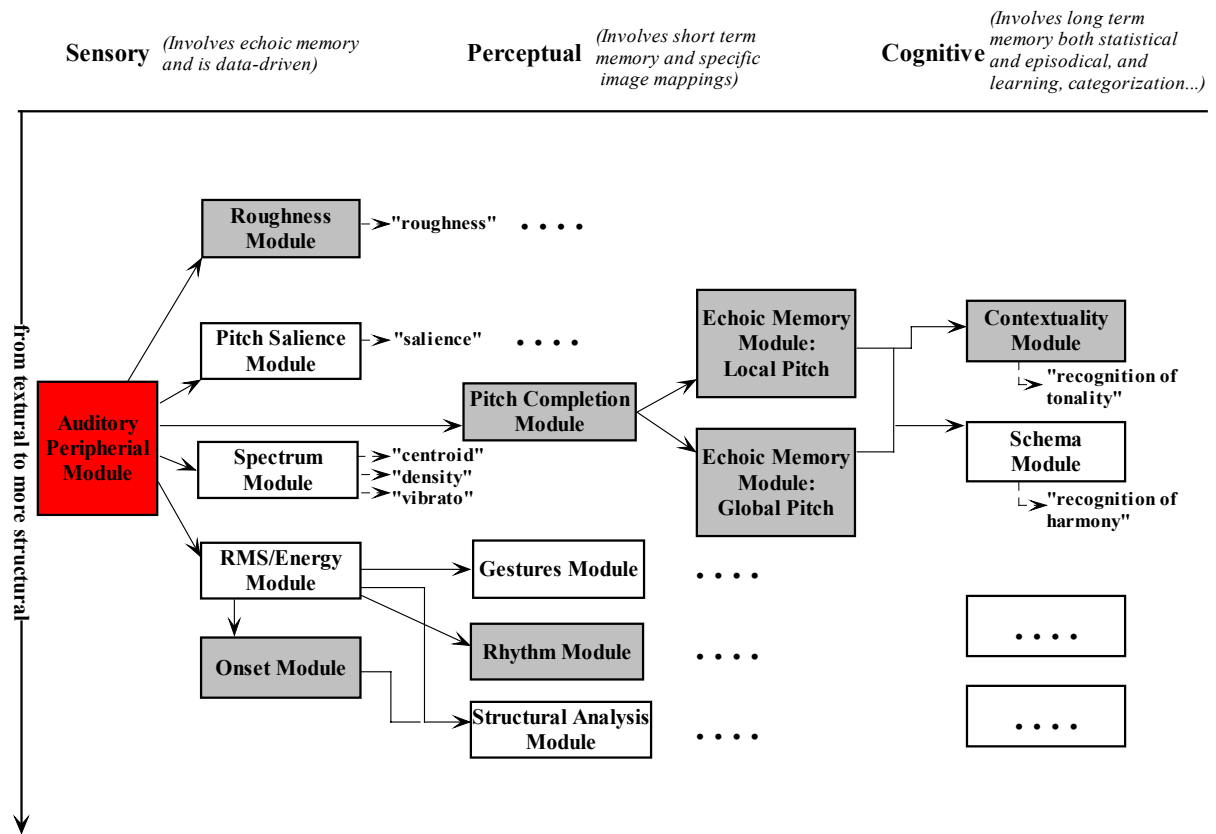 Sensory
(Involves echoic memory
and is data-driven)
Perceptual
(Involves short term
memory and specific
image mappings)
Cognitive
(Involves long term
memory both statistical
and episodical, and
learning, categorization...)
from textural to more structural
Auditory
Peripherial
Module
Roughness
Module
"roughness"
. . . .
Pitch Salience
Module
"salience"
. . . .
Spectrum
Module
"centroid"
"density"
"vibrato"
RMS/Energy
Module
Onset Module
Pitch Completion
Module
Gestures Module
. . . .
Rhythm Module
. . . .
Structural Analysis
Module
. . . .
Echoic Memory
Module:
Local Pitch
Echoic Memory
Module:
Global Pitch
Contextuality
Module
"recognition of
tonality"
Schema
Module
"recognition of
harmony"
. . . .
. . . .